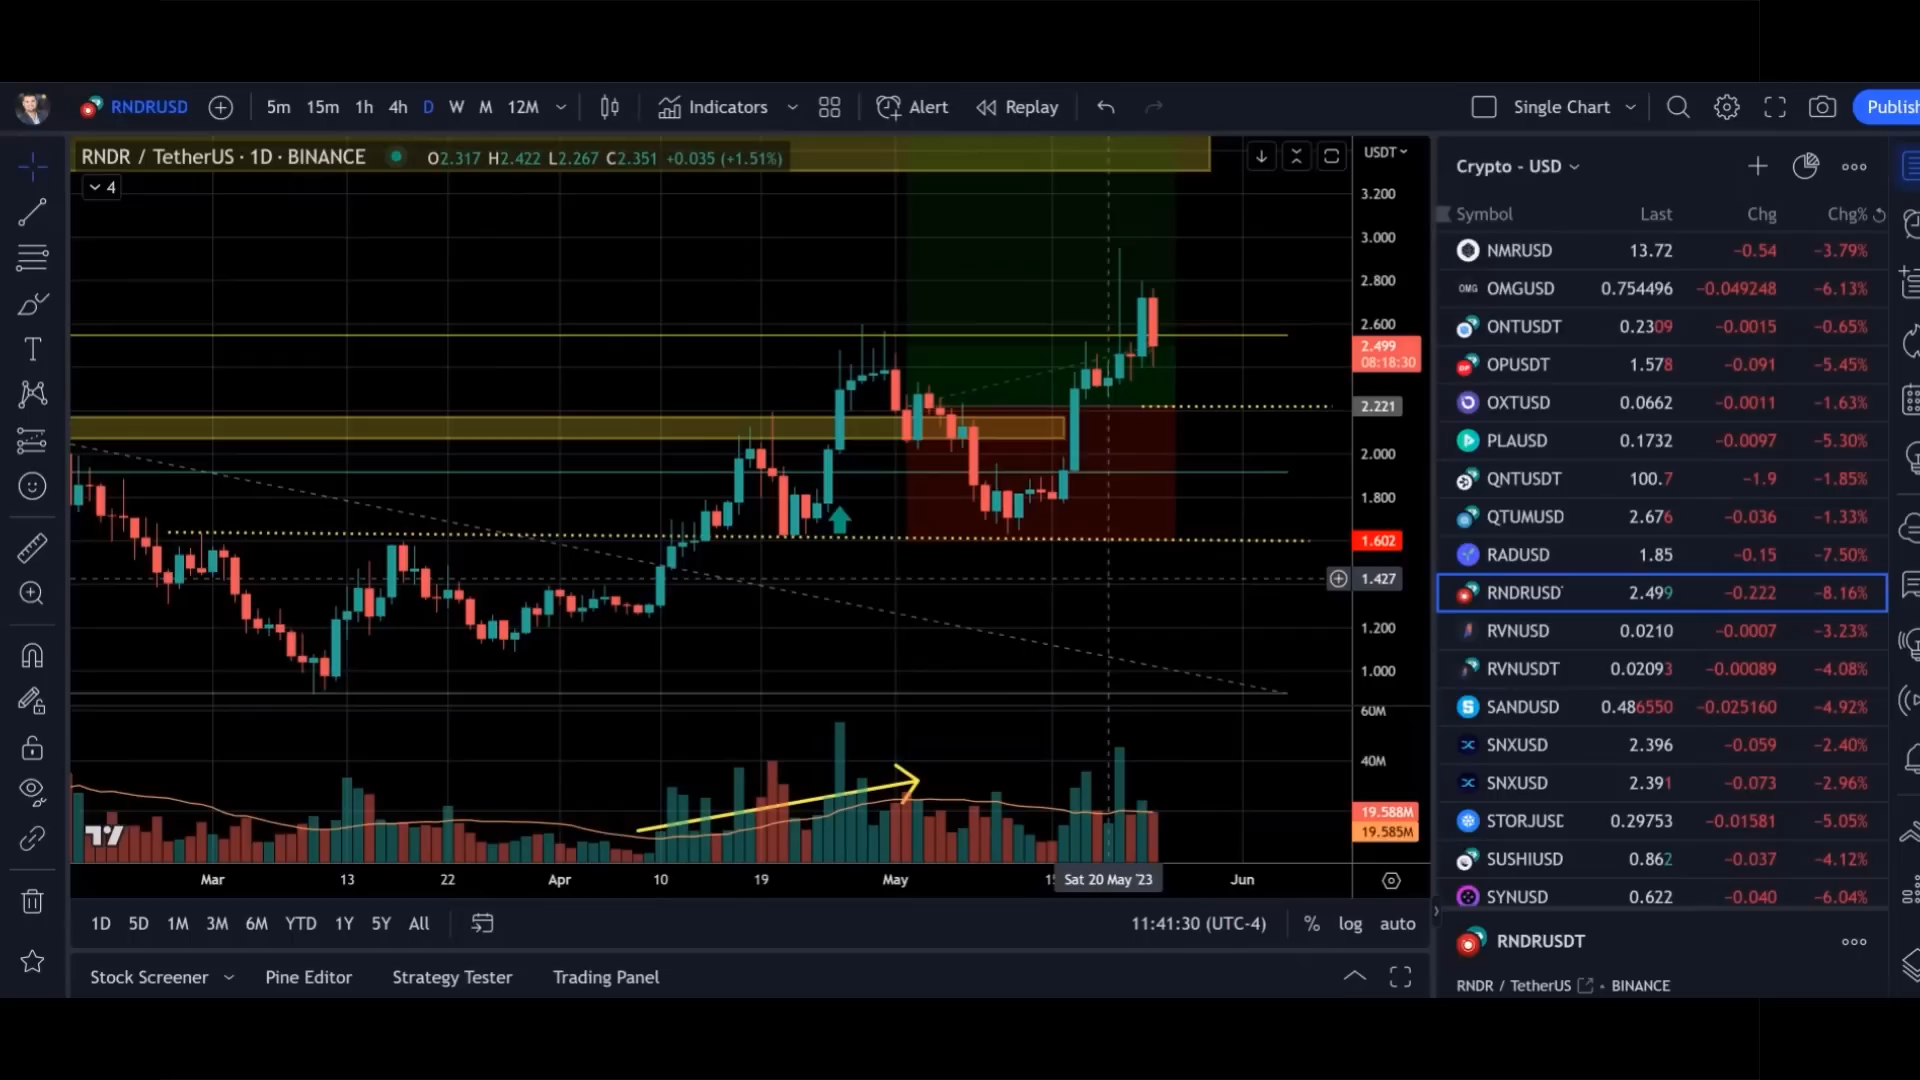 RNDRUSD 5m 15m 1h 4h D W M 12M Indicators Alert Replay Single Chart Publish
RNDR / TetherUS · 1D · BINANCE O2.317 H2.422 L2.267 C2.351 +0.035 (+1.51%)
4
USDT
3.200
3.000
2.800
2.600
2.499
08:18:30
2.221
2.000
1.800
1.602
1.427
1.200
1.000
60M
40M
19.588M
19.585M
Mar 13 22 Apr 10 19 May Sat 20 May '23 Jun
1D 5D 1M 3M 6M YTD 1Y 5Y All 11:41:30 (UTC-4) % log auto
Stock Screener Pine Editor Strategy Tester Trading Panel
Crypto - USD
Symbol Last Chg Chg%
NMRUSD 13.72 −0.54 −3.79%
OMG OMGUSD 0.754496 −0.049248 −6.13%
ONTUSDT 0.2309 −0.0015 −0.65%
OPUSDT 1.578 −0.091 −5.45%
OXTUSD 0.0662 −0.0011 −1.63%
PLAUSD 0.1732 −0.0097 −5.30%
QNTUSDT 100.7 −1.9 −1.85%
QTUMUSD 2.676 −0.036 −1.33%
RADUSD 1.85 −0.15 −7.50%
RNDRUSD 2.499 −0.222 −8.16%
RVNUSD 0.0210 −0.0007 −3.23%
RVNUSDT 0.02093 −0.00089 −4.08%
SANDUSD 0.486550 −0.025160 −4.92%
SNXUSD 2.396 −0.059 −2.40%
SNXUSD 2.391 −0.073 −2.96%
STORJUSD 0.29753 −0.01581 −5.05%
SUSHIUSD 0.862 −0.037 −4.12%
SYNUSD 0.622 −0.040 −6.04%
RNDRUSDT
RNDR / TetherUS • BINANCE